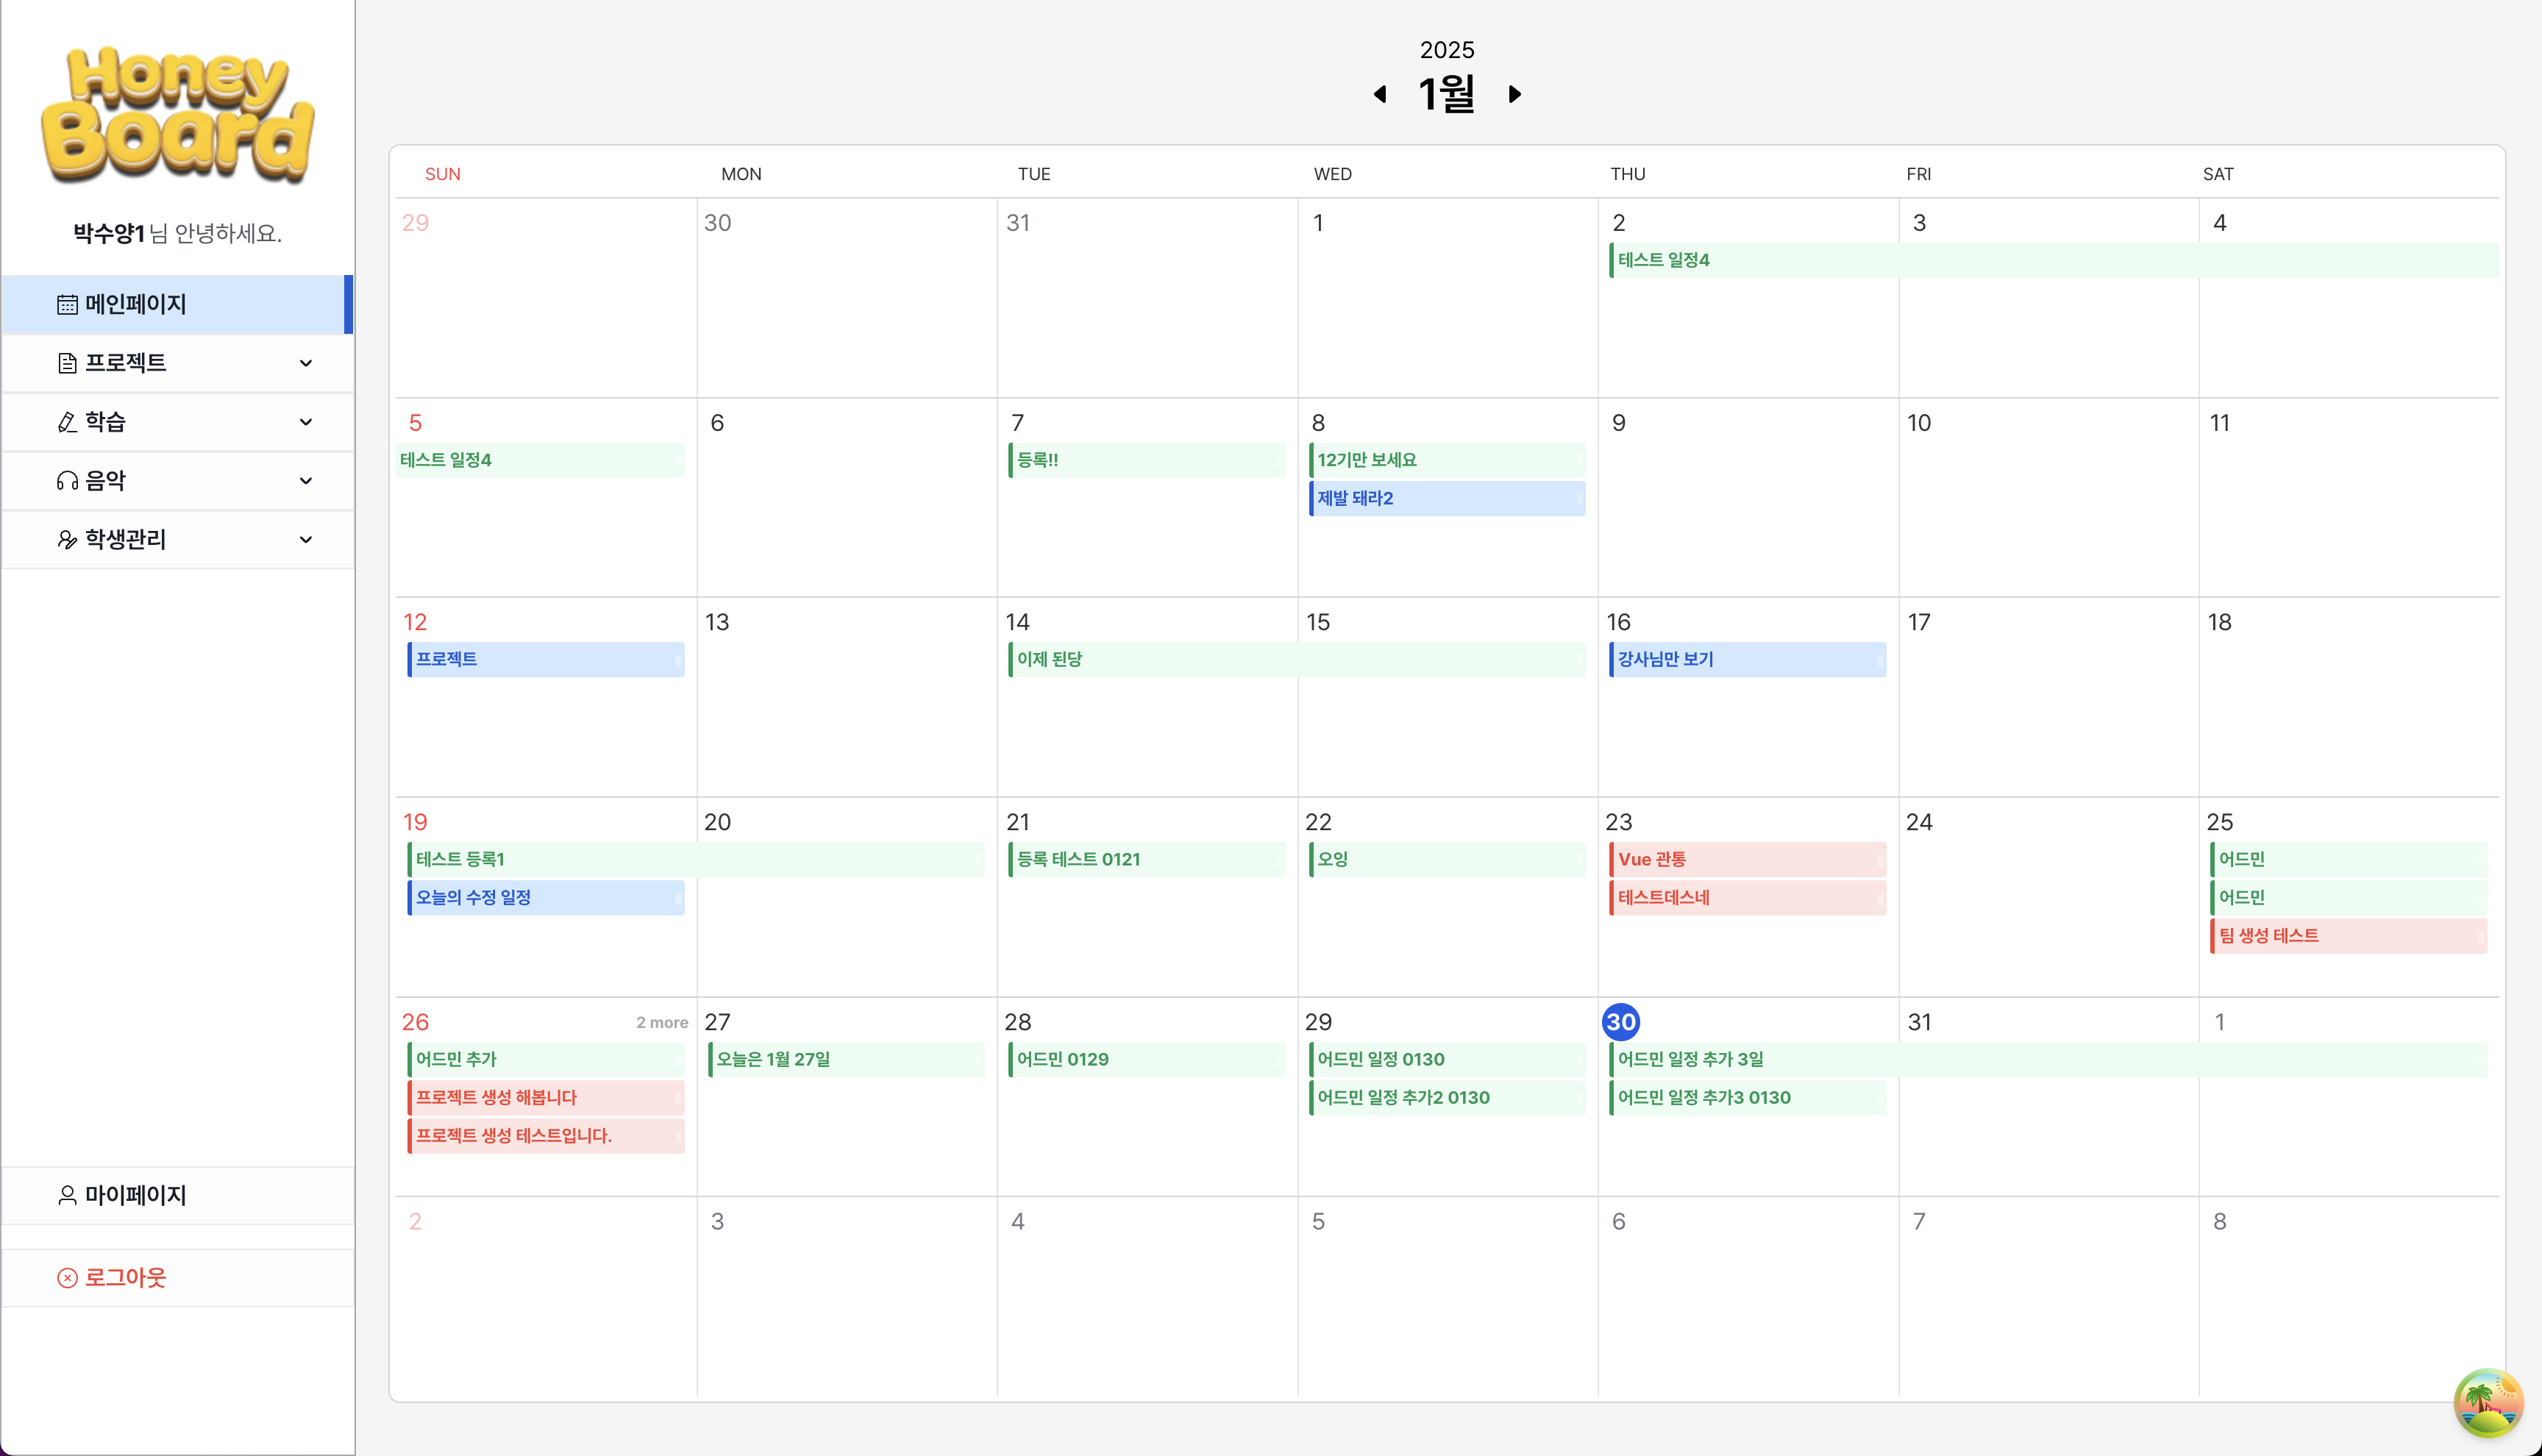 Honey
Board
박수양1 님 안녕하세요.
메인페이지
프로젝트
학습
음악
학생관리
마이페이지
로그아웃
2025
1월
SUN MON TUE WED THU FRI SAT
29 30 31 1 2 3 4
테스트 일정4
5 6 7 8 9 10 11
테스트 일정4 등록!! 12기만 보세요
제발 돼라2
12 13 14 15 16 17 18
프로젝트 이제 된당 강사님만 보기
19 20 21 22 23 24 25
테스트 등록1 등록 테스트 0121 오잉 Vue 관통 어드민
오늘의 수정 일정 테스트데스네 어드민
팀 생성 테스트
26 2 more 27 28 29 30 31 1
어드민 추가 오늘은 1월 27일 어드민 0129 어드민 일정 0130 어드민 일정 추가 3일
프로젝트 생성 해봅니다 어드민 일정 추가2 0130 어드민 일정 추가3 0130
프로젝트 생성 테스트입니다.
2 3 4 5 6 7 8